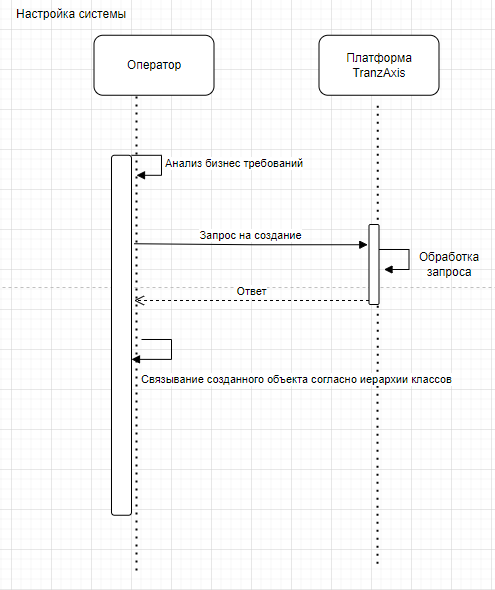 Настройка системы
Оператор
Платформа
TranzAxis
Анализ бизнес требований
Запрос на создание
Обработка
запроса
Ответ
Связывание созданного объекта согласно иерархии классов